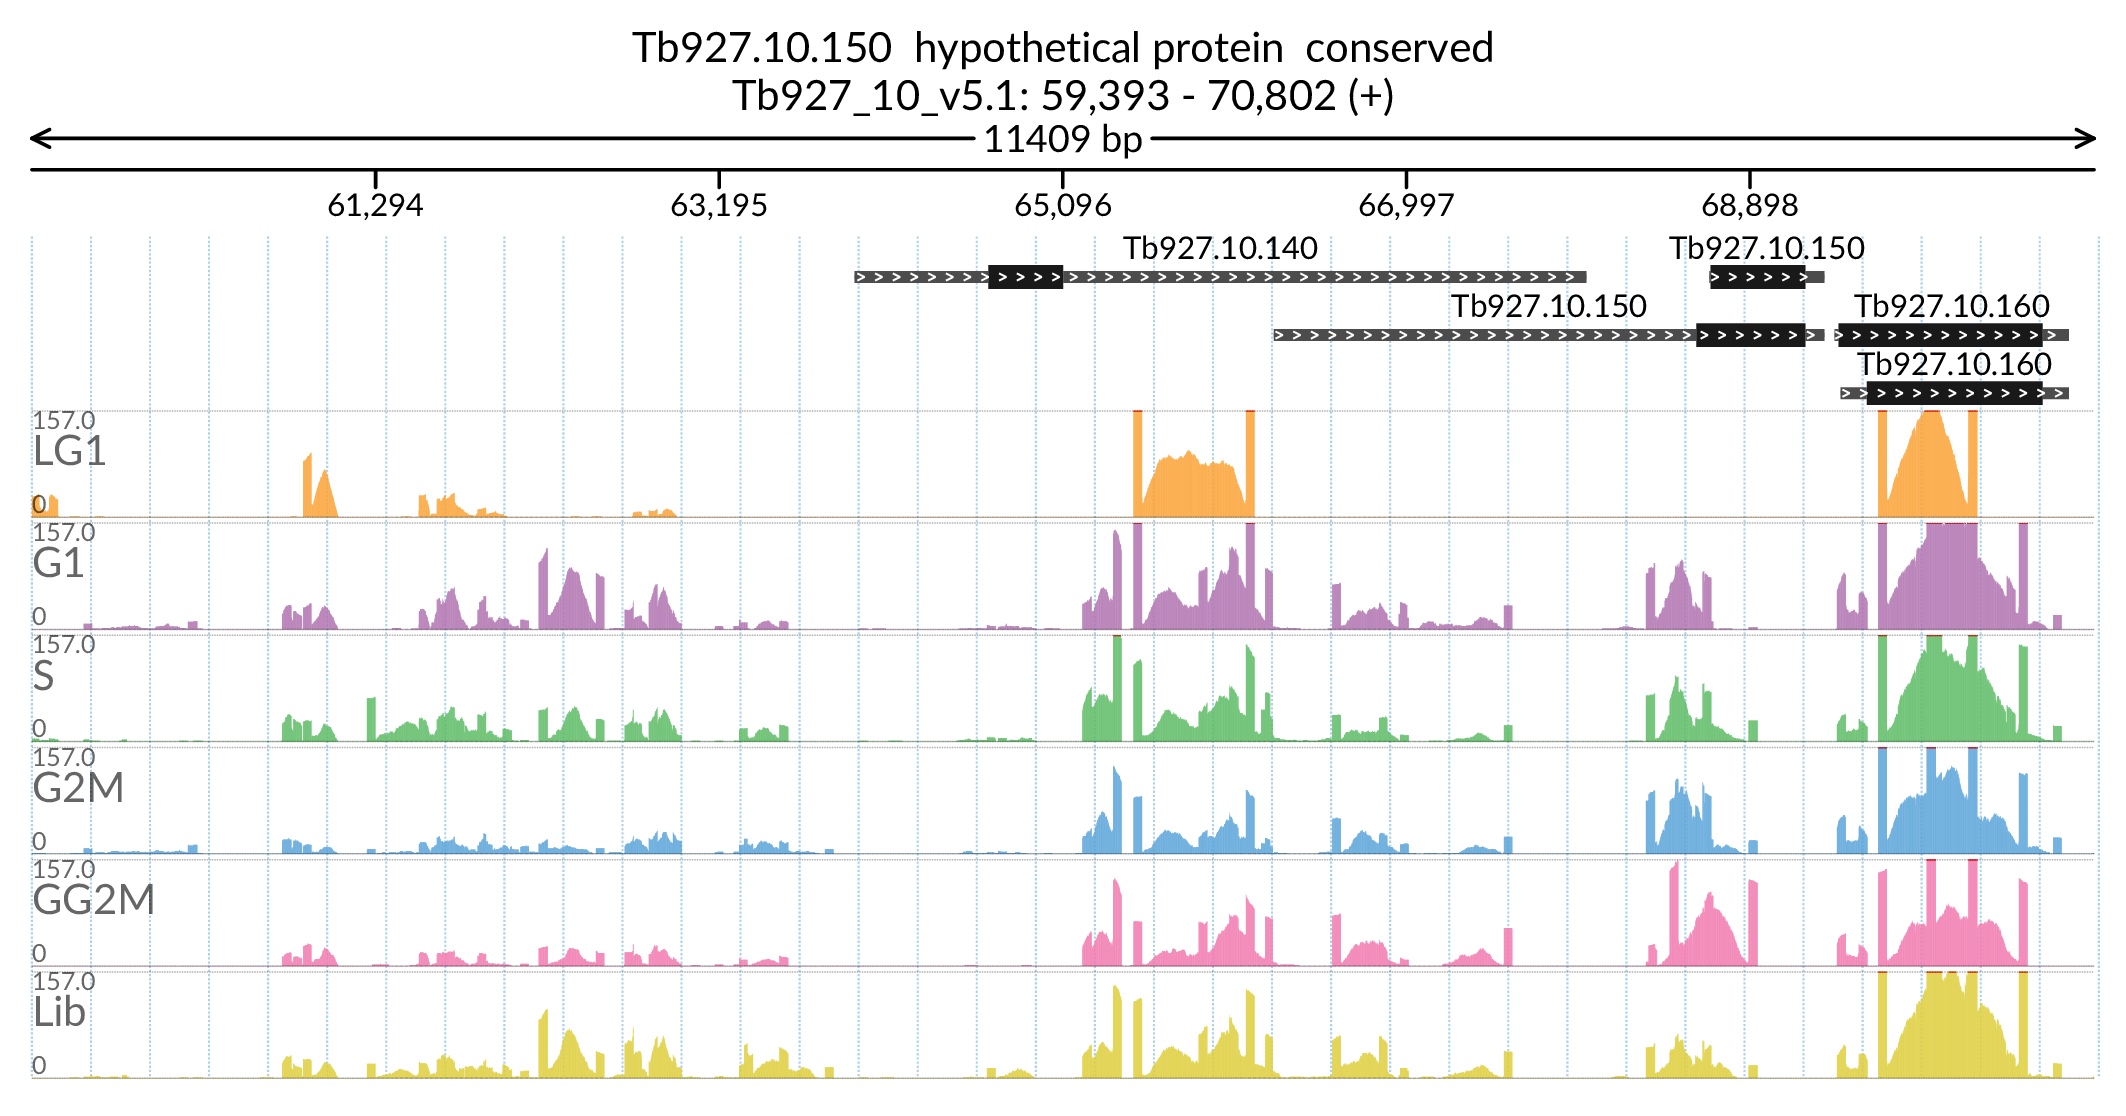 Tb927.10.150 hypothetical protein conserved
Tb927_10_v5.1: 59,393 - 70,802 (+)
11409 bp
61,294 63,195 65,096 66,997 68,898
Tb927.10.140 Tb927.10.150
Tb927.10.150 Tb927.10.160
Tb927.10.160
157.0
LG1
0
157.0
G1
0
157.0
S
0
157.0
G2M
0
157.0
GG2M
0
157.0
Lib
0